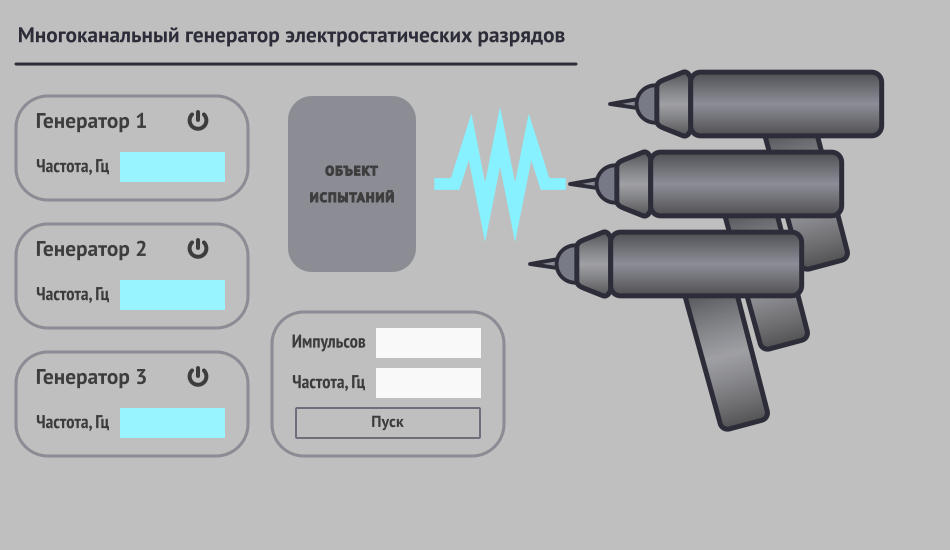 Многоканальный генератор электростатических разрядов
Генератор 1
Частота, Гц
Генератор 2
Частота, Гц
Генератор 3
Частота, Гц
ОБЪЕКТ
ИСПЫТАНИЙ
Импульсов
Частота, Гц
Пуск